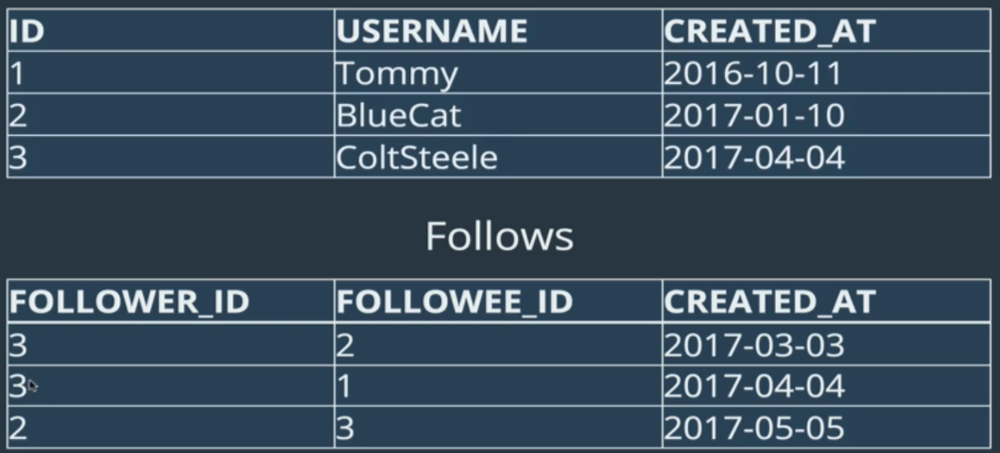 ID USERNAME CREATED_AT
1 Tommy 2016-10-11
2 BlueCat 2017-01-10
3 ColtSteele 2017-04-04
Follows
FOLLOWER_ID FOLLOWEE_ID CREATED_AT
3 2 2017-03-03
3 1 2017-04-04
2 3 2017-05-05